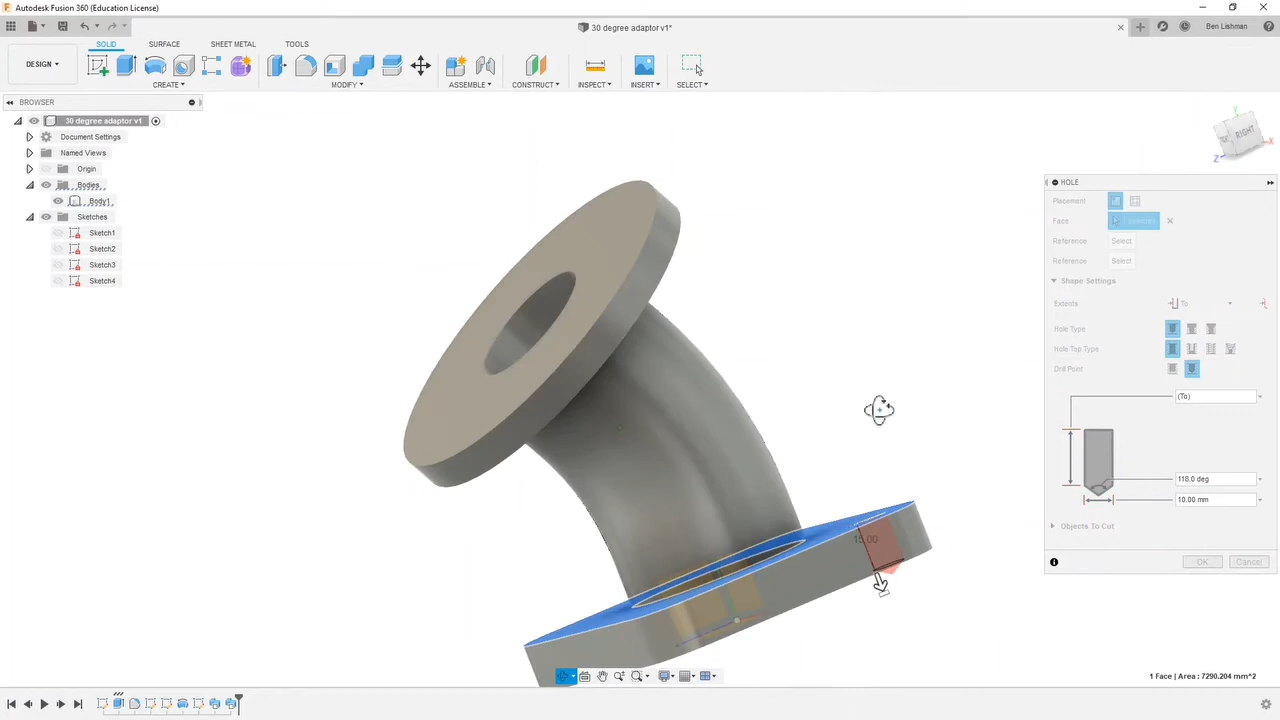 Autodesk Fusion 360 (Education License)
30 degree adaptor v1*
Ben Lishman
DESIGN
SOLID
SURFACE
SHEET METAL
TOOLS
CREATE
MODIFY
ASSEMBLE
CONSTRUCT
INSPECT
INSERT
SELECT
BROWSER
30 degree adaptor v1
Document Settings
Named Views
Origin
Bodies
Body1
Sketches
Sketch1
Sketch2
Sketch3
Sketch4
RIGHT
Y
X
Z
15.00
HOLE
Placement
Face
Reference
Select
Reference
Select
Shape Settings
Extents
To
Hole Type
Hole Tap Type
Drill Point
(To)
118.0 deg
10.00 mm
Objects To Cut
OK
Cancel
1 Face | Area : 7290.204 mm^2